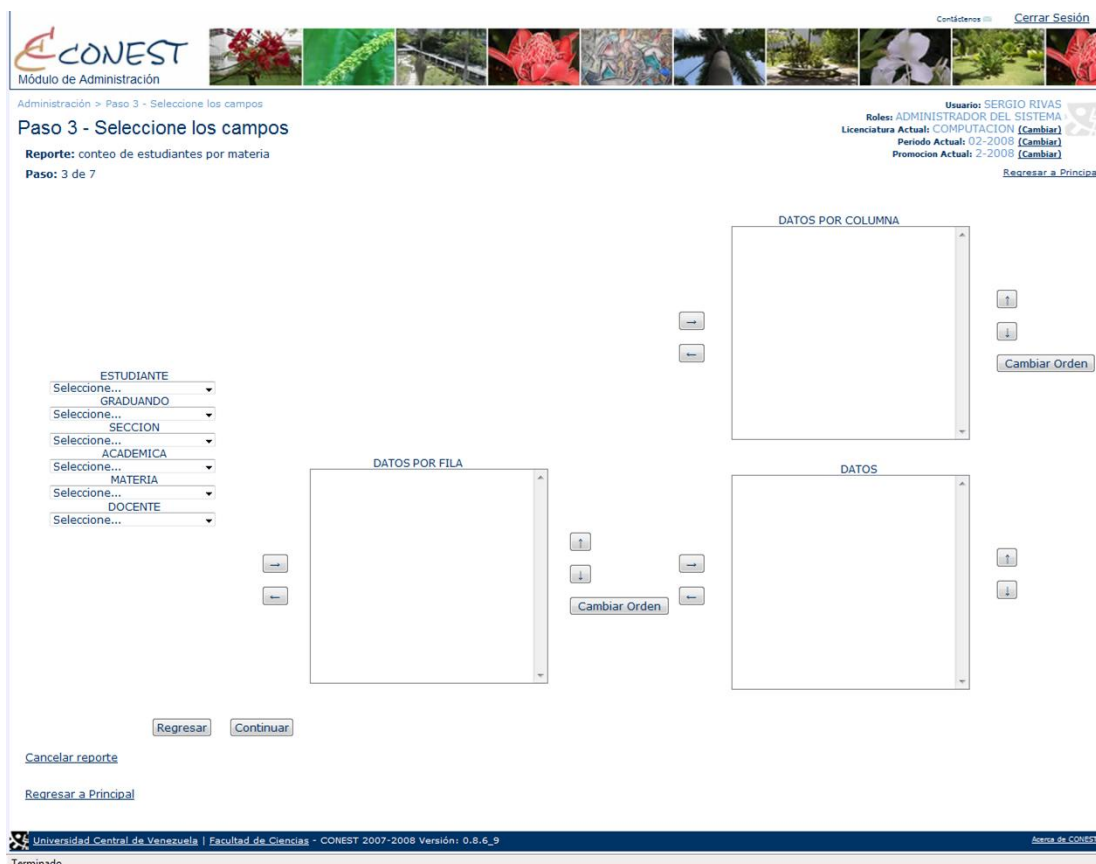 Contáctenos
Cerrar Sesión
CONEST
Módulo de Administración
Administración > Paso 3 - Seleccione los campos
Paso 3 - Seleccione los campos
Reporte: conteo de estudiantes por materia
Paso: 3 de 7
Usuario: SERGIO RIVAS
Roles: ADMINISTRADOR DEL SISTEMA
Licenciatura Actual: COMPUTACION (Cambiar)
Periodo Actual: 02-2008 (Cambiar)
Promocion Actual: 2-2008 (Cambiar)
Regresar a Principa
DATOS POR COLUMNA
→
←
↑
↓
Cambiar Orden
ESTUDIANTE
Seleccione...
GRADUANDO
Seleccione...
SECCION
Seleccione...
ACADEMICA
Seleccione...
MATERIA
Seleccione...
DOCENTE
Seleccione...
DATOS POR FILA
→
←
↑
↓
Cambiar Orden
DATOS
→
←
↑
↓
Regresar
Continuar
Cancelar reporte
Regresar a Principal
Universidad Central de Venezuela | Facultad de Ciencias - CONEST 2007-2008 Versión: 0.8.6_9
Acerca de CONEST
Terminado